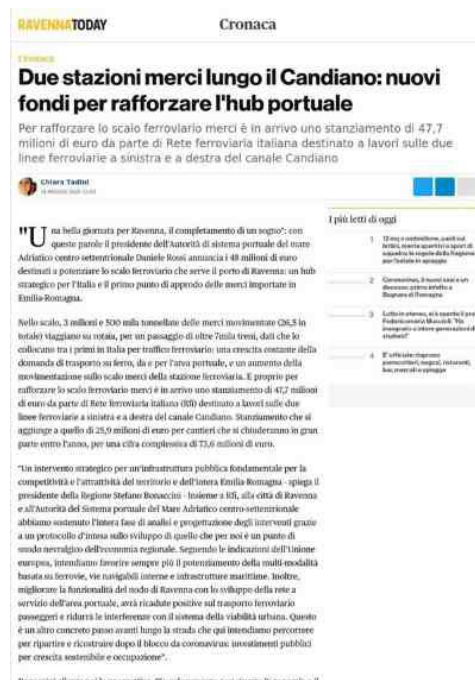 RAVENNATODAY
Cronaca
Cronaca
Due stazioni merci lungo il Candiano: nuovi
fondi per rafforzare l'hub portuale
Per rafforzare lo scalo ferroviario merci è in arrivo uno stanziamento di 47,7
milioni di euro da parte di Rete ferroviaria italiana destinato a lavori sulle due
linee ferroviarie a sinistra e a destra del canale Candiano
Chiara Tadini
"Una bella giornata per Ravenna, il completamento di un sogno": con
queste parole il presidente dell'Autorità di sistema portuale del mare
Adriatico centro settentrionale Daniele Rossi annuncia i 48 milioni di euro
destinati a potenziare lo scalo ferroviario che serve il porto di Ravenna: un hub
strategico per l'Italia e il primo punto di approdo delle merci importate in
Emilia-Romagna.
Nello scalo, 3 milioni e 500 mila tonnellate delle merci movimentate (26,5 in
totale) viaggiano su rotaia, per un passaggio di oltre 7mila treni, dati che lo
collocano tra i primi in Italia per traffico ferroviario: una crescita costante della
domanda di trasporto su ferro, da e per l'area portuale, e un aumento della
movimentazione sullo scalo merci della stazione ferroviaria. E proprio per
rafforzare lo scalo ferroviario merci è in arrivo uno stanziamento di 47,7 milioni
di euro da parte di Rete ferroviaria italiana (Rfi) destinato a lavori sulle due
linee ferroviarie a sinistra e a destra del canale Candiano. Stanziamento che si
aggiunge a quello di 25,9 milioni di euro per cantieri che si chiuderanno in gran
parte entro l'anno, per una cifra complessiva di 73,6 milioni di euro.
"Un intervento strategico per un'infrastruttura pubblica fondamentale per la
competitività e l'attrattività del territorio e dell'intera Emilia-Romagna - spiega il
presidente della Regione Stefano Bonaccini - Insieme a Rfi, alla città di Ravenna
e all'Autorità del Sistema portuale del Mare Adriatico centro-settentrionale
abbiamo sostenuto l'intera fase di analisi e progettazione degli interventi grazie
a un protocollo d'intesa sullo sviluppo di quello che per noi è un punto di
snodo nevralgico dell'economia regionale. Seguendo le indicazioni dell'Unione
europea, intendiamo favorire sempre più il potenziamento della multi-modalità
basata su ferrovie, vie navigabili interne e infrastrutture marittime. Inoltre,
migliorare la funzionalità del nodo di Ravenna con lo sviluppo della rete a
servizio dell'area portuale, avrà ricadute positive sul trasporto ferroviario
passeggeri e ridurrà le interferenze con il sistema della viabilità urbana. Questo
è un altro concreto passo avanti lungo la strada che qui intendiamo percorrere
per ripartire e ricostruire dopo il blocco da coronavirus: investimenti pubblici
per crescita sostenibile e occupazione".
I più letti di oggi
1
2
3
4